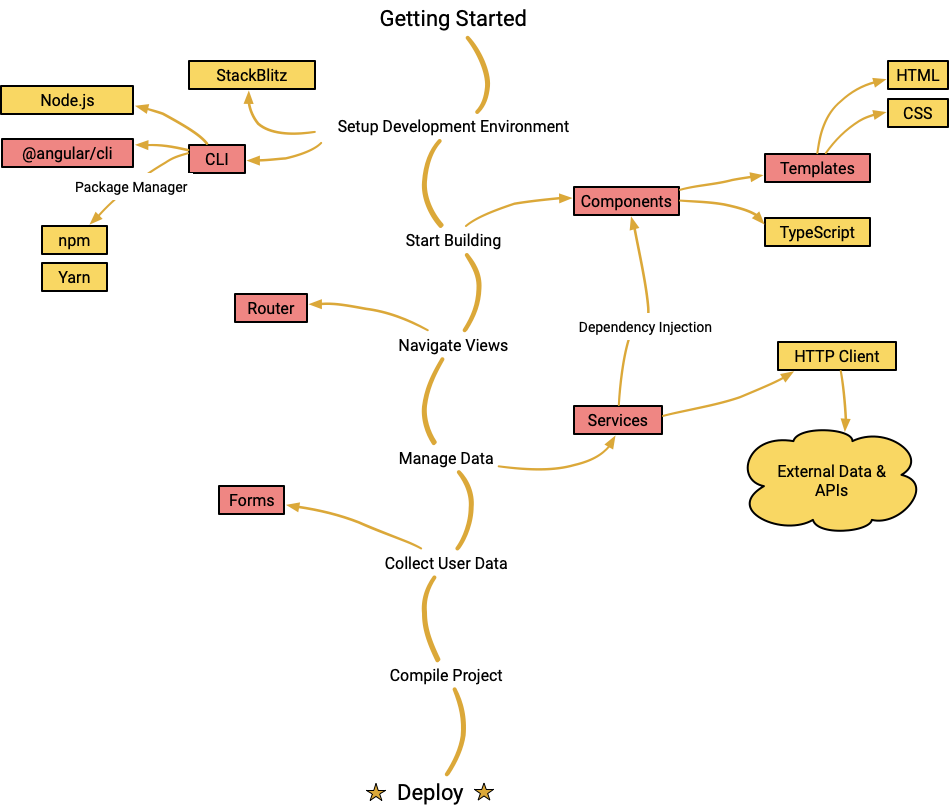 Getting Started
StackBlitz
HTML
Node.js
CSS
Setup Development Environment
@angular/cli
CLI
Templates
Package Manager
Components
npm
Start Building
TypeScript
Yarn
Router
Dependency Injection
Navigate Views
HTTP Client
Services
Manage Data
External Data &
APIs
Forms
Collect User Data
Compile Project
Deploy